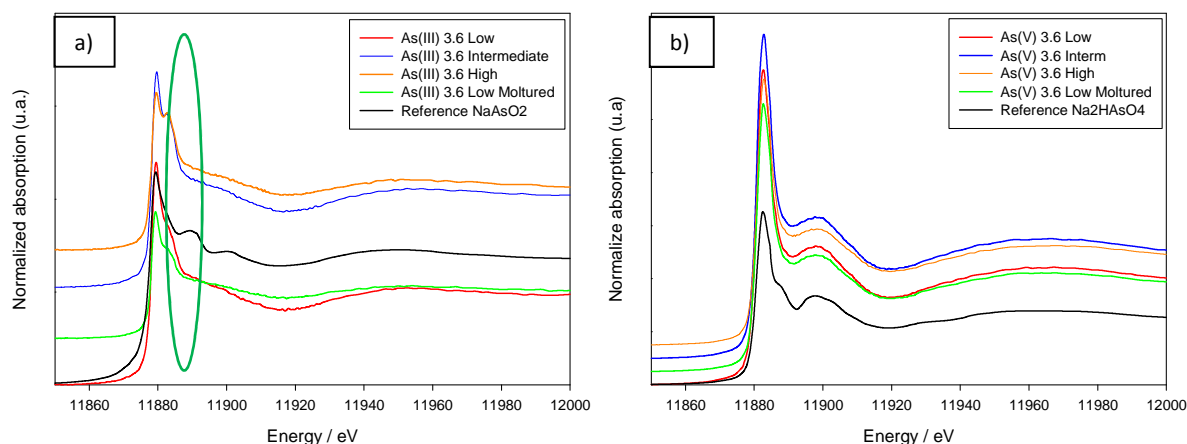 a)
As(III) 3.6 Low
As(III) 3.6 Intermediate
As(III) 3.6 High
As(III) 3.6 Low Moltured
Reference NaAsO2
Normalized absorption (u.a.)
11860 11880 11900 11920 11940 11960 11980 12000
Energy / eV
b)
As(V) 3.6 Low
As(V) 3.6 Interm
As(V) 3.6 High
As(V) 3.6 Low Moltured
Reference Na2HAsO4
Normalize absorption (u.a)
11860 11880 11900 11920 11940 11960 11980 12000
Energy / eV